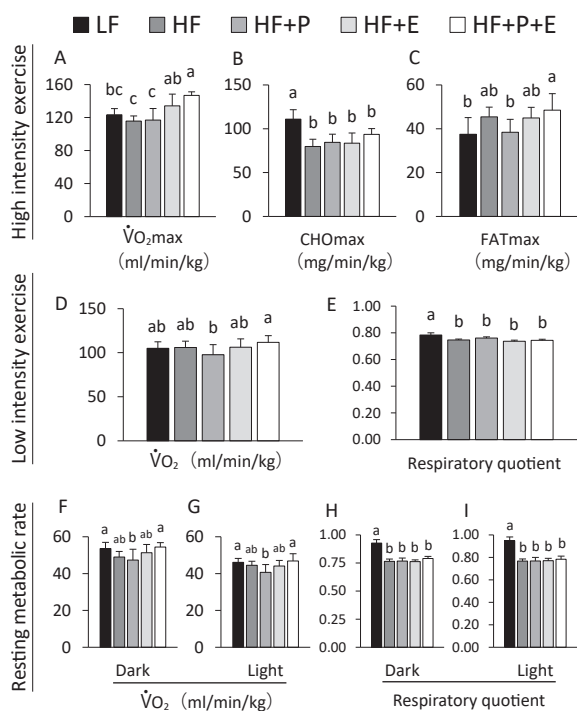 LF HF HF+P HF+E HF+P+E
High intensity exercise
A
160
120
80
40
0
bc c c ab a
V̇O₂max
(ml/min/kg)
B
150
100
50
0
a b b b b
CHOmax
(mg/min/kg)
C
60
40
20
0
b ab b ab a
FATmax
(mg/min/kg)
Low intensity exercise
D
150
100
50
0
ab ab b ab a
V̇O₂ (ml/min/kg)
E
0.80
0.60
0.40
0.20
0.00
a b b b b
Respiratory quotient
Resting metabolic rate
F
60
40
20
0
a ab b ab a
Dark
G
60
40
20
0
a ab b ab a
Light
V̇O₂ (ml/min/kg)
H
1.00
0.75
0.50
0.25
0.00
a b b b b
Dark
I
1.00
0.80
0.60
0.40
0.20
0.00
a b b b b
Light
Respiratory quotient